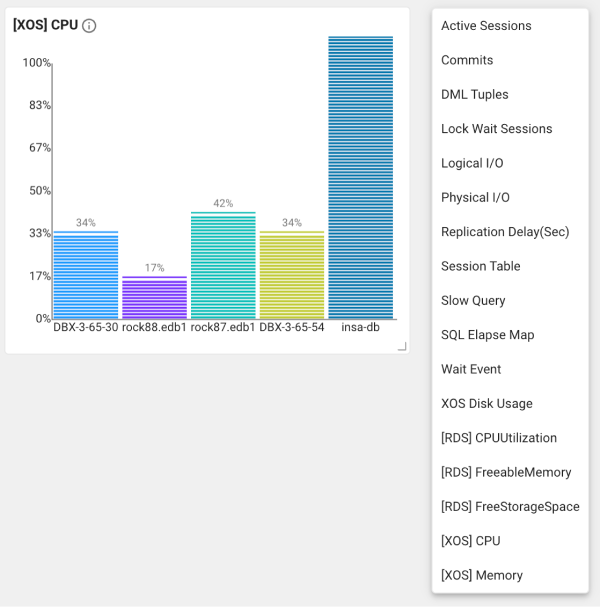 [XOS] CPU
100%
83%
67%
50%
33%
17%
0%
34%
17%
42%
34%
DBX-3-65-30 rock88.edb1 rock87.edb1 DBX-3-65-54 insa-db
Active Sessions
Commits
DML Tuples
Lock Wait Sessions
Logical I/O
Physical I/O
Replication Delay(Sec)
Session Table
Slow Query
SQL Elapse Map
Wait Event
XOS Disk Usage
[RDS] CPUUtilization
[RDS] FreeableMemory
[RDS] FreeStorageSpace
[XOS] CPU
[XOS] Memory